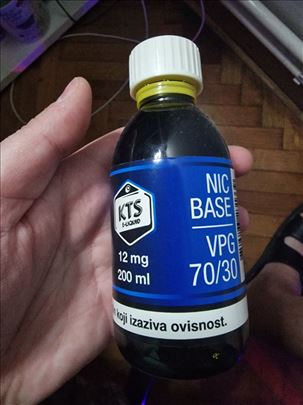 KTS
E-LIQUID
12 mg
200 ml
NIC
BASE
VPG
70/30
koji izaziva ovisnost.